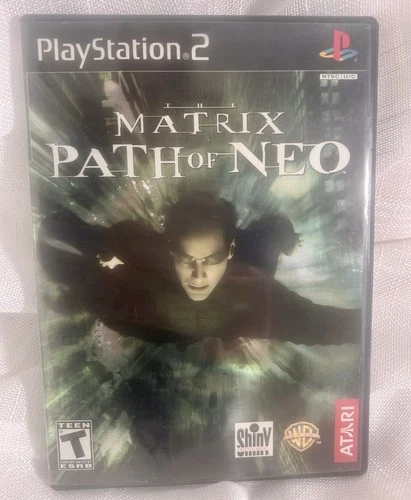 PlayStation®2
NTSC U/C
THE
MATRIX
PATH OF NEO
TEEN
T
ESRB
Shiny
WB
ATARI